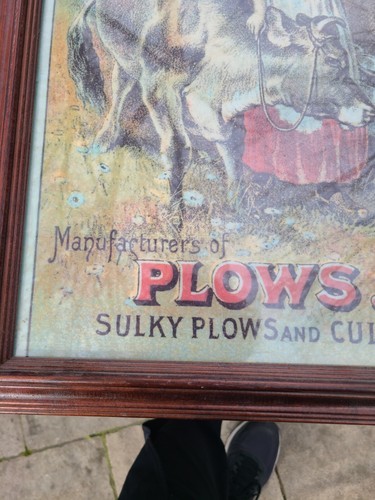 Manufacturers of
PLOWS
SULKY PLOWS AND CUL